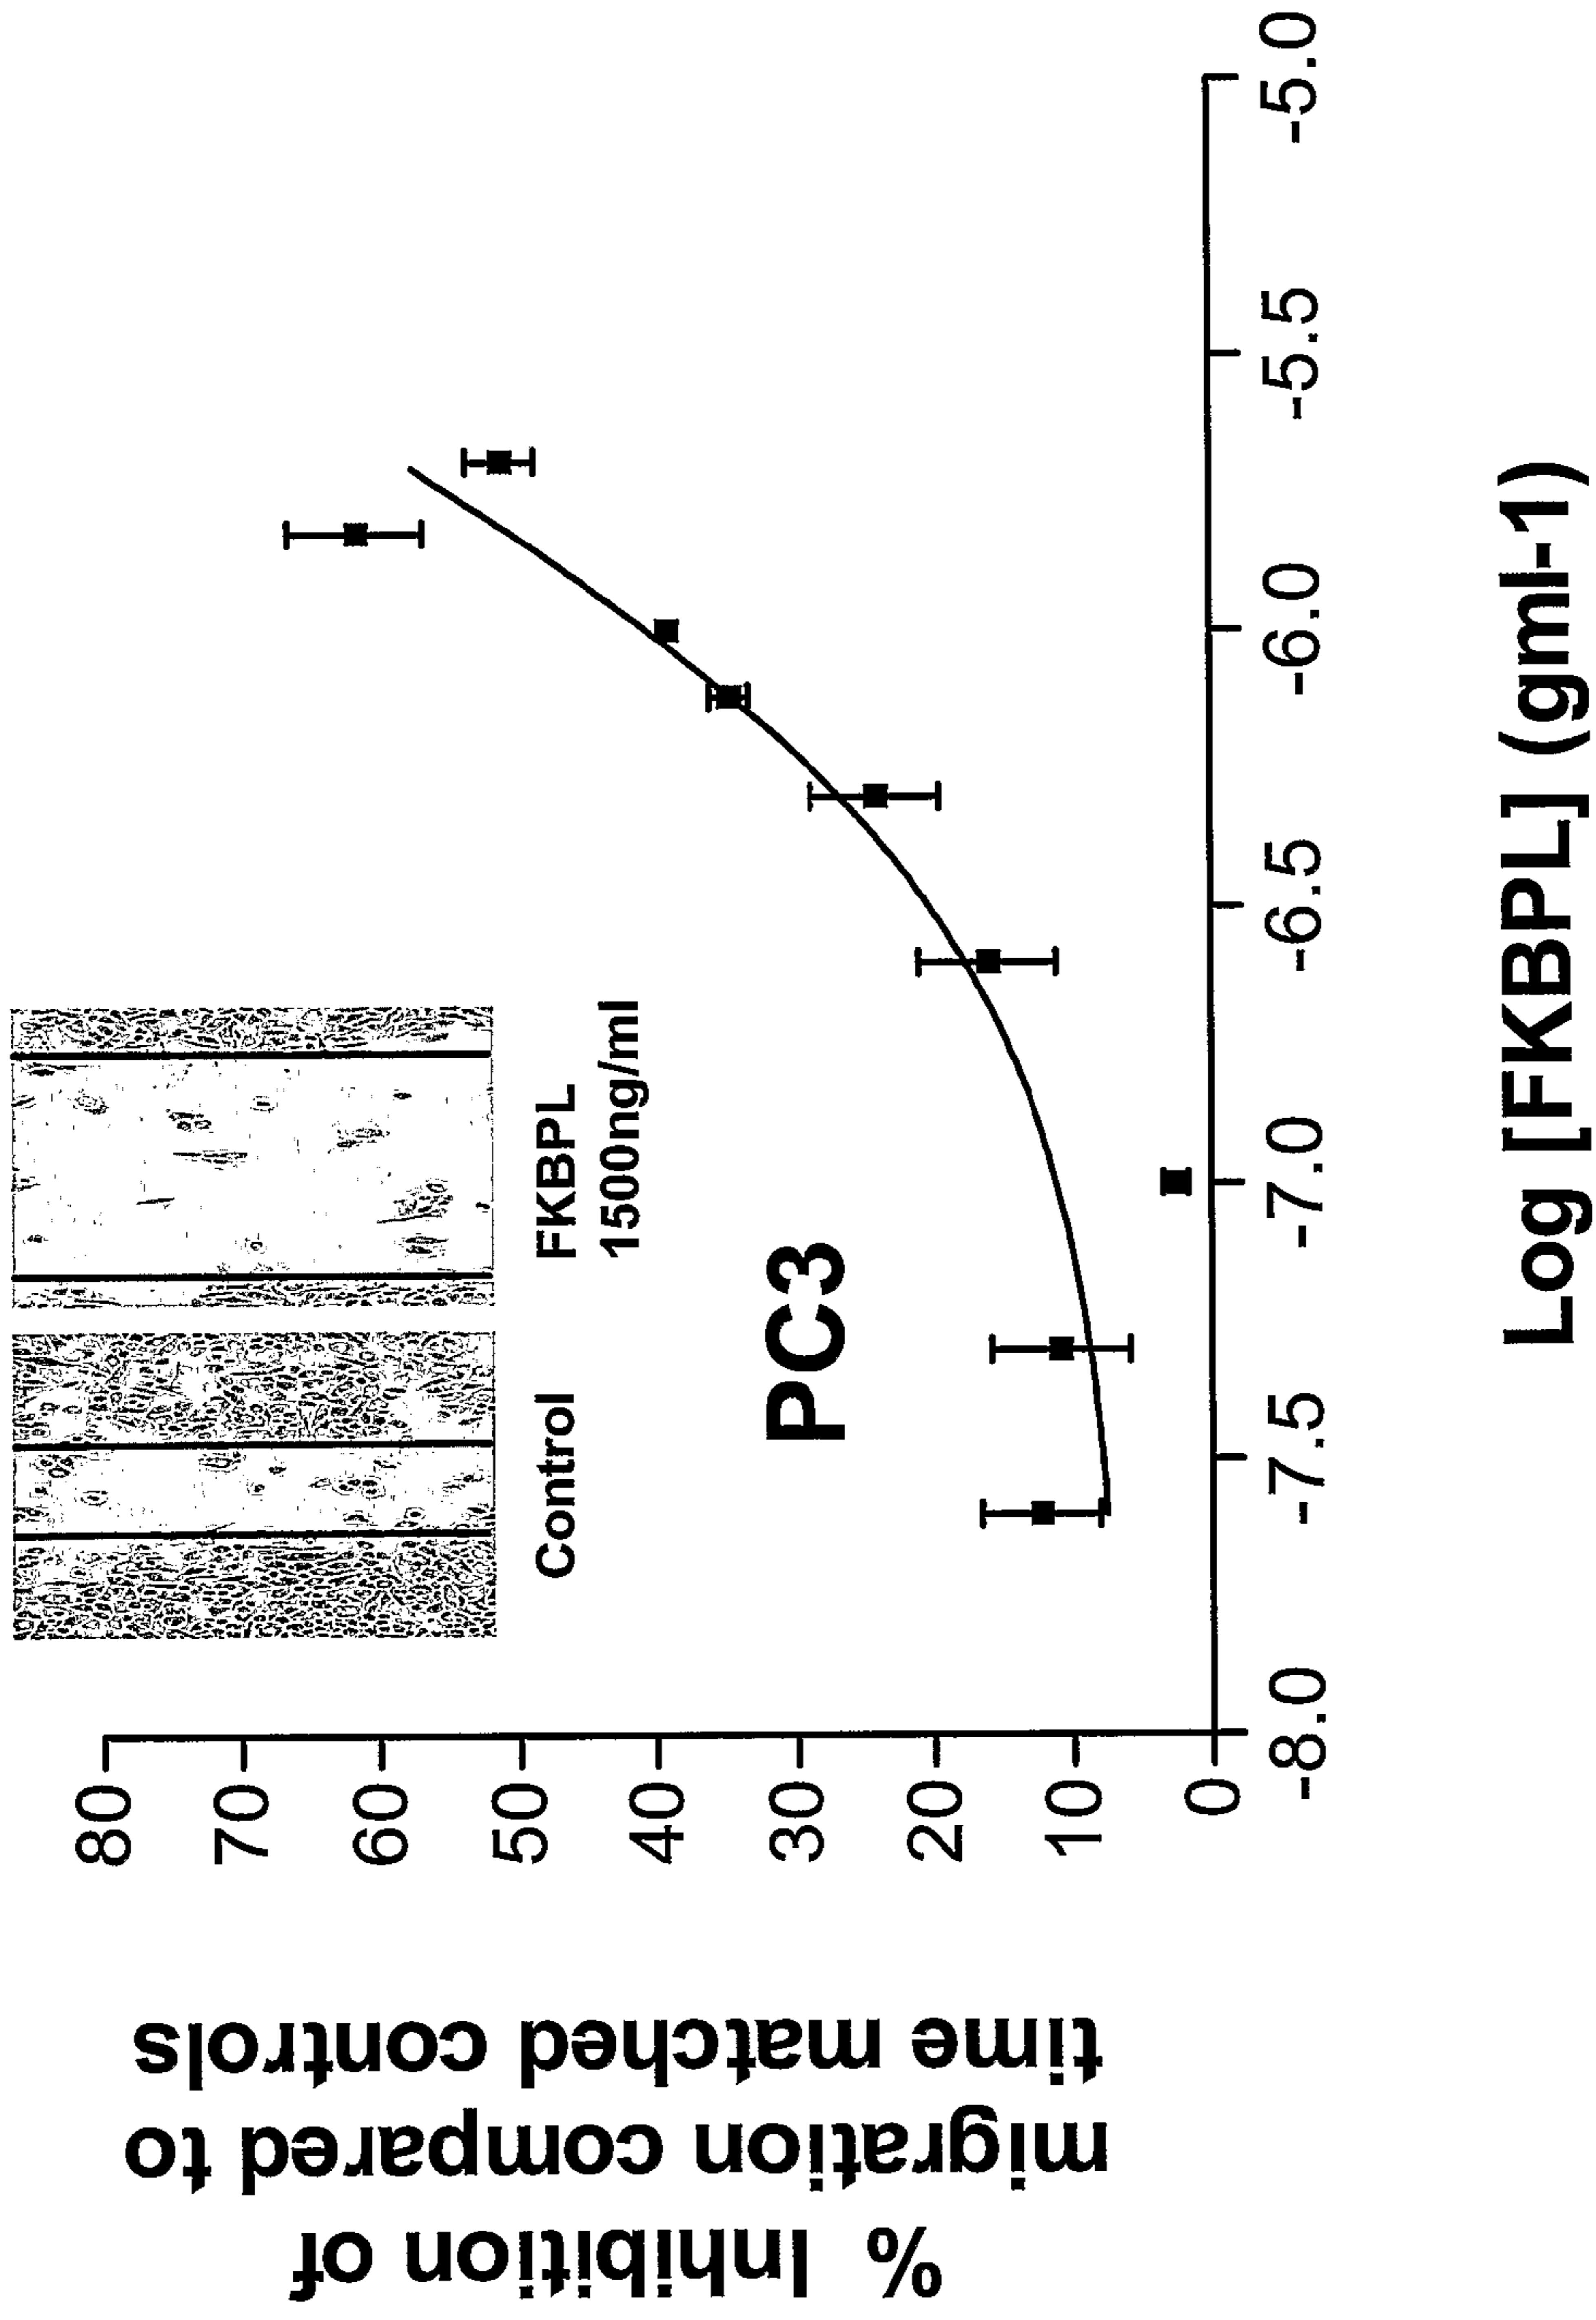 % Inhibition of
migration compared to
time matched controls
80
70
60
50
40
30
20
10
0
Control
FKBPL
1500ng/ml
PC3
-8.0
-7.5
-7.0
-6.5
-6.0
-5.5
-5.0
Log [FKBPL] (gml-1)